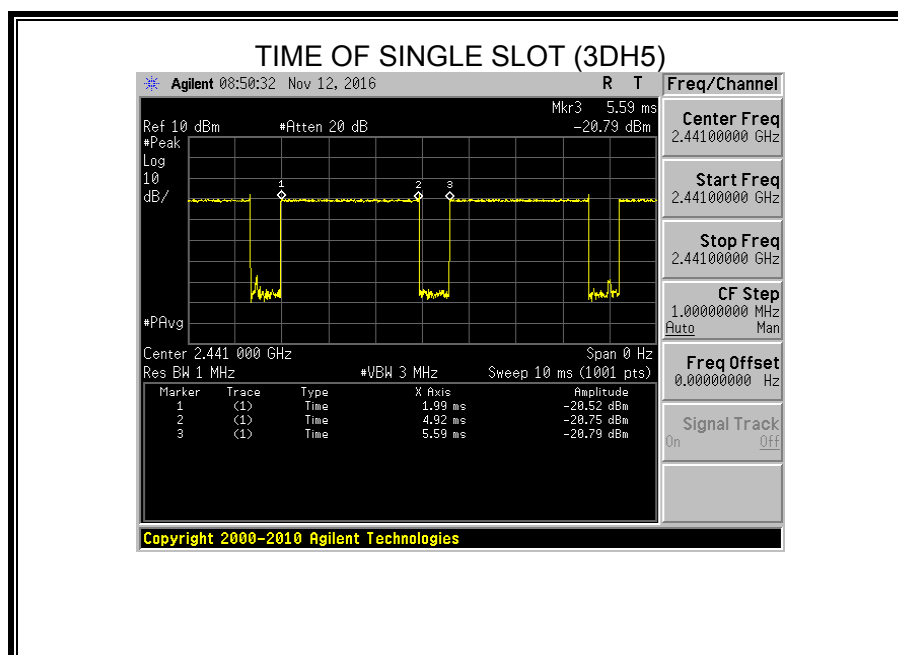 TIME OF SINGLE SLOT (3DH5)
Agilent 08:50:32 Nov 12, 2016 R T
Mkr3 5.59 ms
Ref 10 dBm #Atten 20 dB -20.79 dBm
#Peak
Log
10
dB/
1 2 3
#PAvg
Center 2.441 000 GHz Span 0 Hz
Res BW 1 MHz #VBW 3 MHz Sweep 10 ms (1001 pts)
Marker Trace Type X Axis Amplitude
1 (1) Time 1.99 ms -20.52 dBm
2 (1) Time 4.92 ms -20.75 dBm
3 (1) Time 5.59 ms -20.79 dBm
Copyright 2000-2010 Agilent Technologies
Freq/Channel
Center Freq
2.44100000 GHz
Start Freq
2.44100000 GHz
Stop Freq
2.44100000 GHz
CF Step
1.00000000 MHz
Auto Man
Freq Offset
0.00000000 Hz
Signal Track
On Off